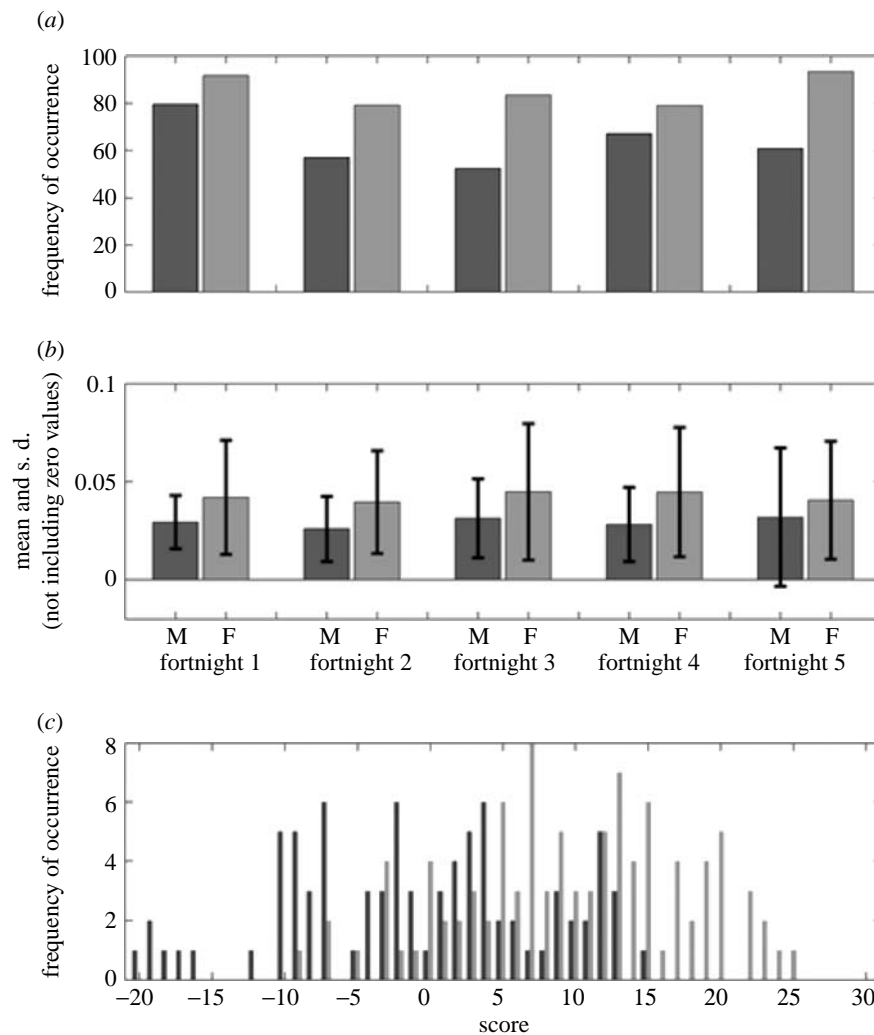 (a)
frequency of occurrence
100
80
60
40
20
0
(b)
mean and s. d.
(not including zero values)
0.1
0.05
0
M F M F M F M F M F
fortnight 1 fortnight 2 fortnight 3 fortnight 4 fortnight 5
(c)
frequency of occurrence
8
6
4
2
0
−20 −15 −10 −5 0 5 10 15 20 25 30
score